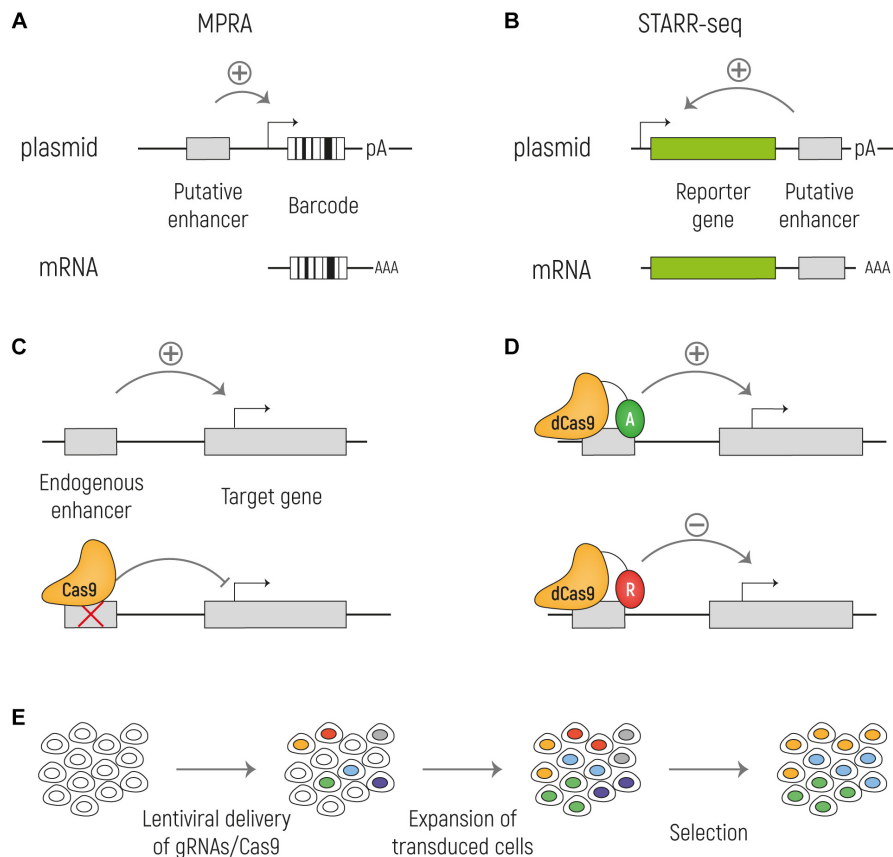 A
MPRA
+
plasmid
pA
Putative
enhancer
Barcode
mRNA
AAA
B
STARR-seq
+
plasmid
pA
Reporter
gene
Putative
enhancer
mRNA
AAA
C
+
Endogenous
enhancer
Target gene
Cas9
D
+
dCas9
A
−
dCas9
R
E
Lentiviral delivery
of gRNAs/Cas9
Expansion of
transduced cells
Selection